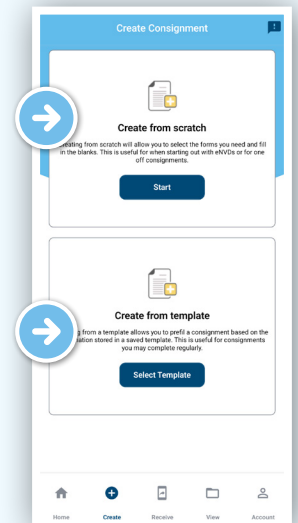 Create Consignment
Create from scratch
from scratch will allow you to select the forms you need and fill
in the blanks. This is useful for when starting out with eNVDs or for one
off consignments.
Start
Create from template
from a template allows you to prefil a consignment based on the
stored in a saved template. This is useful for consignments
you may complete regularly.
Select Template
Home Create Receive View Account